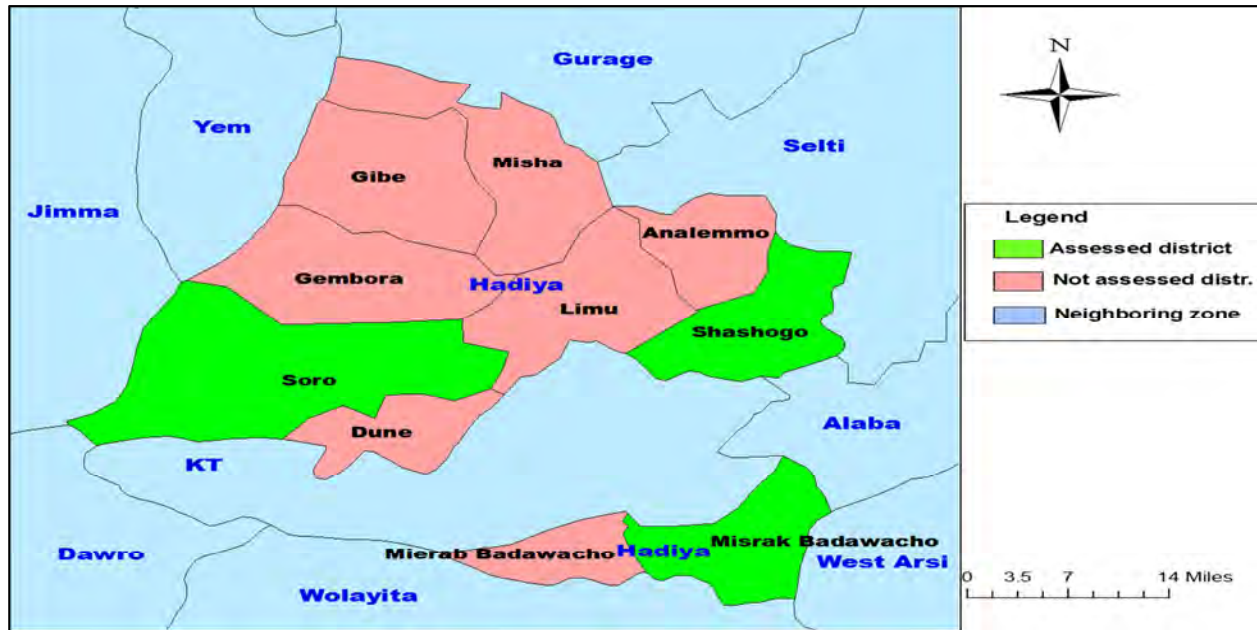 Gurage
N
Yem
Selti
Misha
Gibe
Jimma
Legend
Analemmo
Assessed district
Gembora
Hadiya
Not assessed distr.
Limu
Neighboring zone
Shashogo
Soro
Alaba
Dune
KT
Dawro
Mierab Badawacho
Hadiya
Misrak Badawacho
West Arsi
Wolayita
0 3.5 7 14 Miles